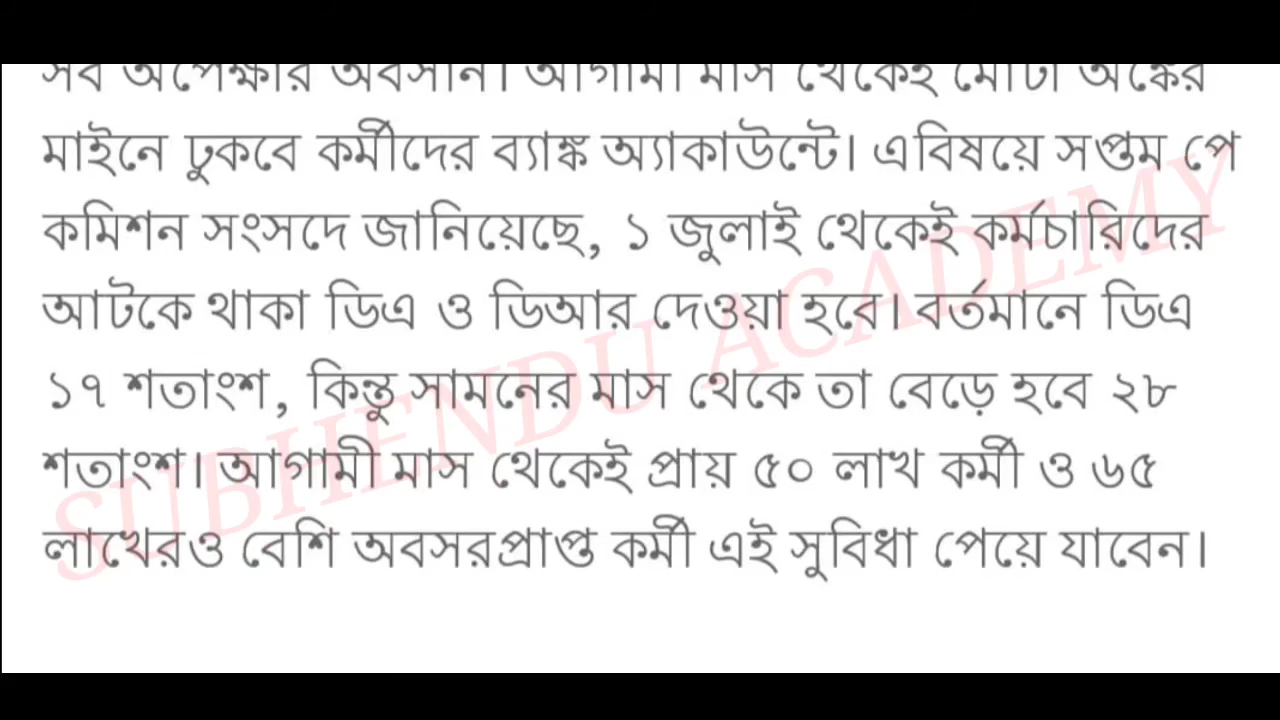 সব অপেক্ষার অবসান। আগামী মাস থেকেই মোটা অঙ্কের
মাইনে ঢুকবে কর্মীদের ব্যাঙ্ক অ্যাকাউন্টে। এবিষয়ে সপ্তম পে
কমিশন সংসদে জানিয়েছে, ১ জুলাই থেকেই কর্মচারিদের
আটকে থাকা ডিএ ও ডিআর দেওয়া হবে। বর্তমানে ডিএ
১৭ শতাংশ, কিন্তু সামনের মাস থেকে তা বেড়ে হবে ২৮
শতাংশ। আগামী মাস থেকেই প্রায় ৫০ লাখ কর্মী ও ৬৫
লাখেরও বেশি অবসরপ্রাপ্ত কর্মী এই সুবিধা পেয়ে যাবেন।
SUBHENDU ACADEMY